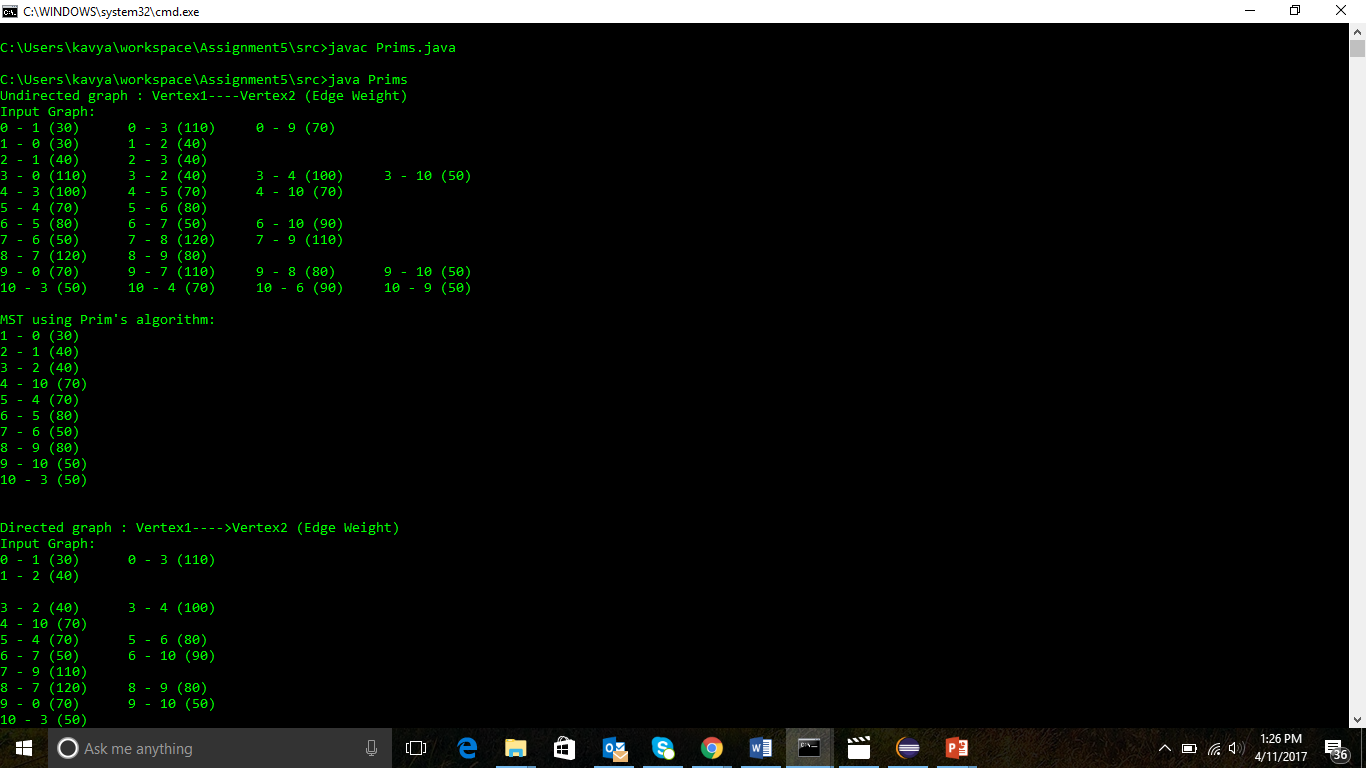 C:\WINDOWS\system32\cmd.exe
C:\Users\kavya\workspace\Assignment5\src>javac Prims.java
C:\Users\kavya\workspace\Assignment5\src>java Prims
Undirected graph : Vertex1----Vertex2 (Edge Weight)
Input Graph:
0 - 1 (30)      0 - 3 (110)     0 - 9 (70)
1 - 0 (30)      1 - 2 (40)
2 - 1 (40)      2 - 3 (40)
3 - 0 (110)     3 - 2 (40)      3 - 4 (100)     3 - 10 (50)
4 - 3 (100)     4 - 5 (70)      4 - 10 (70)
5 - 4 (70)      5 - 6 (80)
6 - 5 (80)      6 - 7 (50)      6 - 10 (90)
7 - 6 (50)      7 - 8 (120)     7 - 9 (110)
8 - 7 (120)     8 - 9 (80)
9 - 0 (70)      9 - 7 (110)     9 - 8 (80)      9 - 10 (50)
10 - 3 (50)     10 - 4 (70)     10 - 6 (90)     10 - 9 (50)
MST using Prim's algorithm:
1 - 0 (30)
2 - 1 (40)
3 - 2 (40)
4 - 10 (70)
5 - 4 (70)
6 - 5 (80)
7 - 6 (50)
8 - 9 (80)
9 - 10 (50)
10 - 3 (50)
Directed graph : Vertex1---->Vertex2 (Edge Weight)
Input Graph:
0 - 1 (30)      0 - 3 (110)
1 - 2 (40)
3 - 2 (40)      3 - 4 (100)
4 - 10 (70)
5 - 4 (70)      5 - 6 (80)
6 - 7 (50)      6 - 10 (90)
7 - 9 (110)
8 - 7 (120)     8 - 9 (80)
9 - 0 (70)      9 - 10 (50)
10 - 3 (50)
Ask me anything
1:26 PM
4/11/2017
36